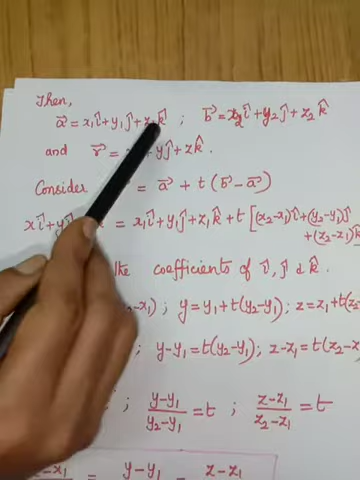 Then,
a⃗ = x₁î + y₁ĵ + z₁k̂ ; b⃗ = x₂î + y₂ĵ + z₂k̂
and r⃗ = + yĵ + zk̂ .
Consider = a⃗ + t (b⃗ - a⃗)
xî + yĵ = x₁î + y₁ĵ + z₁k̂ + t [(x₂-x₁)î + (y₂-y₁)ĵ
+ (z₂-z₁)k̂
the coefficients of î, ĵ & k̂.
-x₁) ; y = y₁ + t(y₂-y₁) ; z = z₁ + t(z
; y-y₁ = t(y₂-y₁) ; z-z₁ = t(z₂-
; (y-y₁)/(y₂-y₁) = t ; (z-z₁)/(z₂-z₁) = t
x-x₁ = y-y₁ = z-z₁